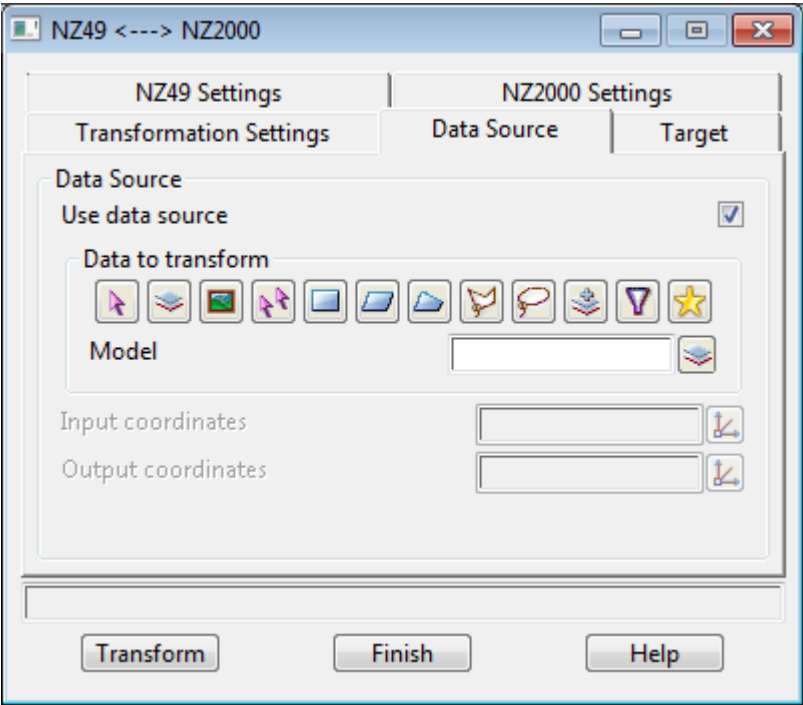 NZ49 <---> NZ2000
NZ49 Settings NZ2000 Settings
Transformation Settings Data Source Target
Data Source
Use data source
Data to transform
Model
Input coordinates
Output coordinates
Transform Finish Help